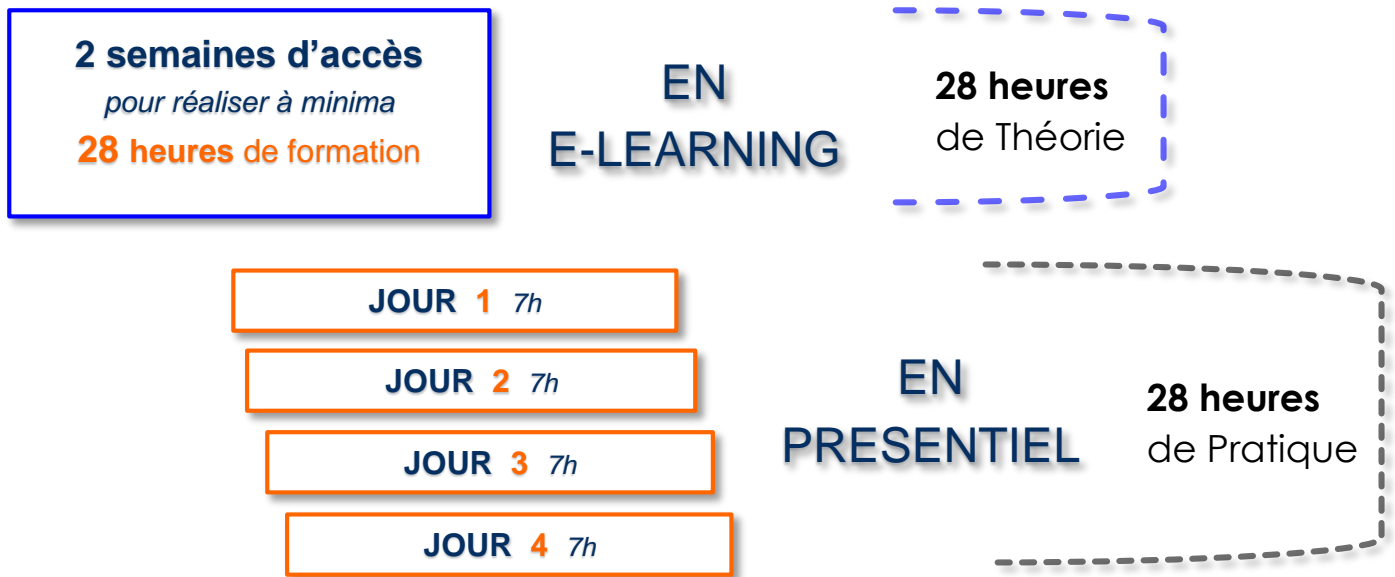 2 semaines d’accès
pour réaliser à minima
28 heures de formation
EN
E-LEARNING
28 heures
de Théorie
JOUR 1 7h
JOUR 2 7h
JOUR 3 7h
JOUR 4 7h
EN
PRESENTIEL
28 heures
de Pratique